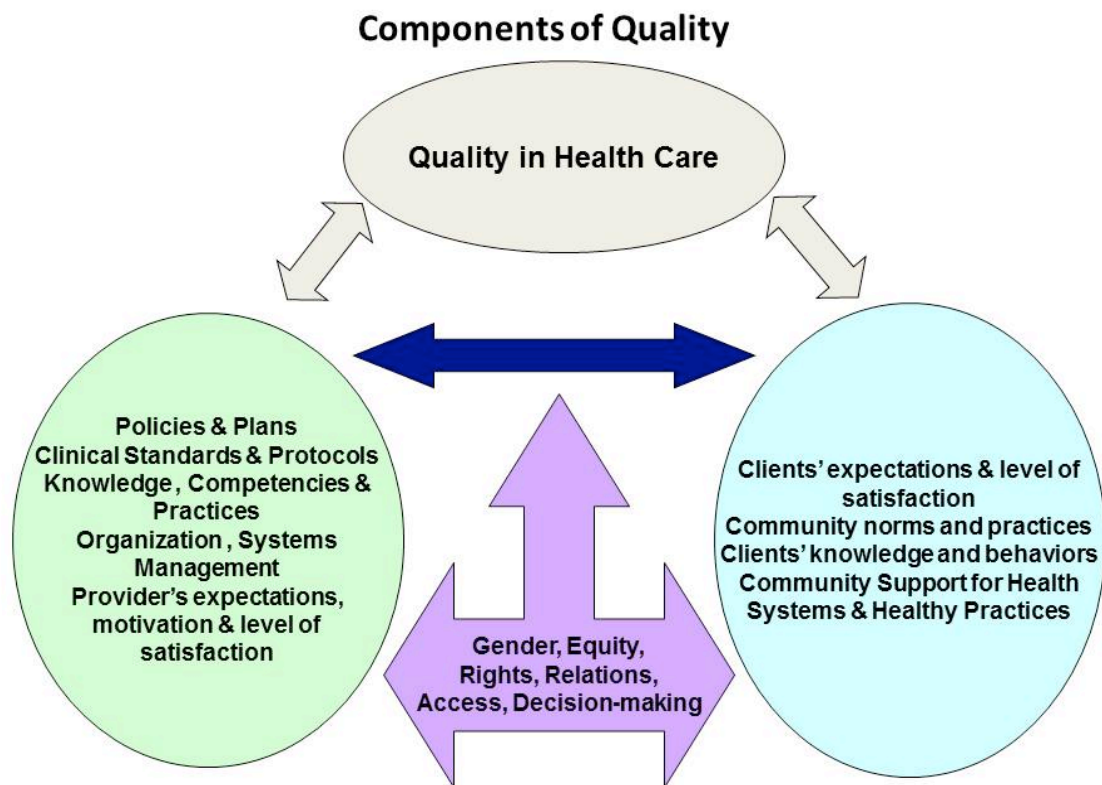 Components of Quality
Quality in Health Care
Policies & Plans
Clinical Standards & Protocols
Knowledge , Competencies &
Practices
Organization , Systems
Management
Provider's expectations,
motivation & level of
satisfaction
Gender, Equity,
Rights, Relations,
Access, Decision-making
Clients' expectations & level of
satisfaction
Community norms and practices
Clients' knowledge and behaviors
Community Support for Health
Systems & Healthy Practices